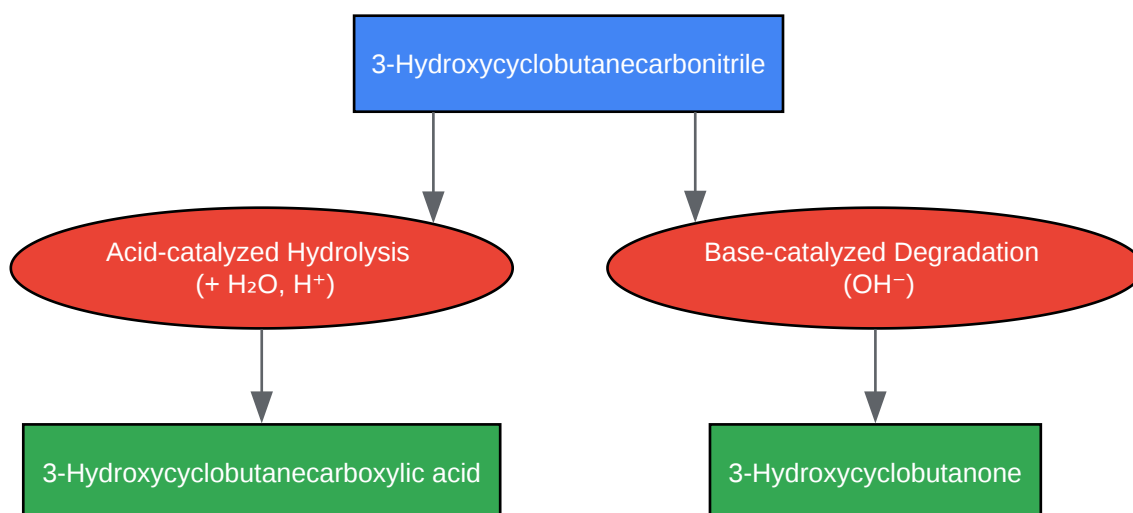 3-Hydroxycyclobutanecarbonitrile
Acid-catalyzed Hydrolysis
(+ H₂O, H⁺)
Base-catalyzed Degradation
(OH⁻)
3-Hydroxycyclobutanecarboxylic acid
3-Hydroxycyclobutanone